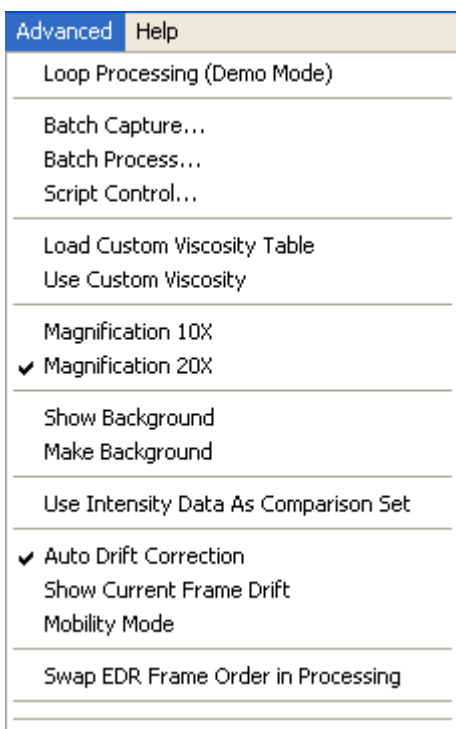 Advanced Help
Loop Processing (Demo Mode)
Batch Capture...
Batch Process...
Script Control...
Load Custom Viscosity Table
Use Custom Viscosity
Magnification 10X
Magnification 20X
Show Background
Make Background
Use Intensity Data As Comparison Set
Auto Drift Correction
Show Current Frame Drift
Mobility Mode
Swap EDR Frame Order in Processing